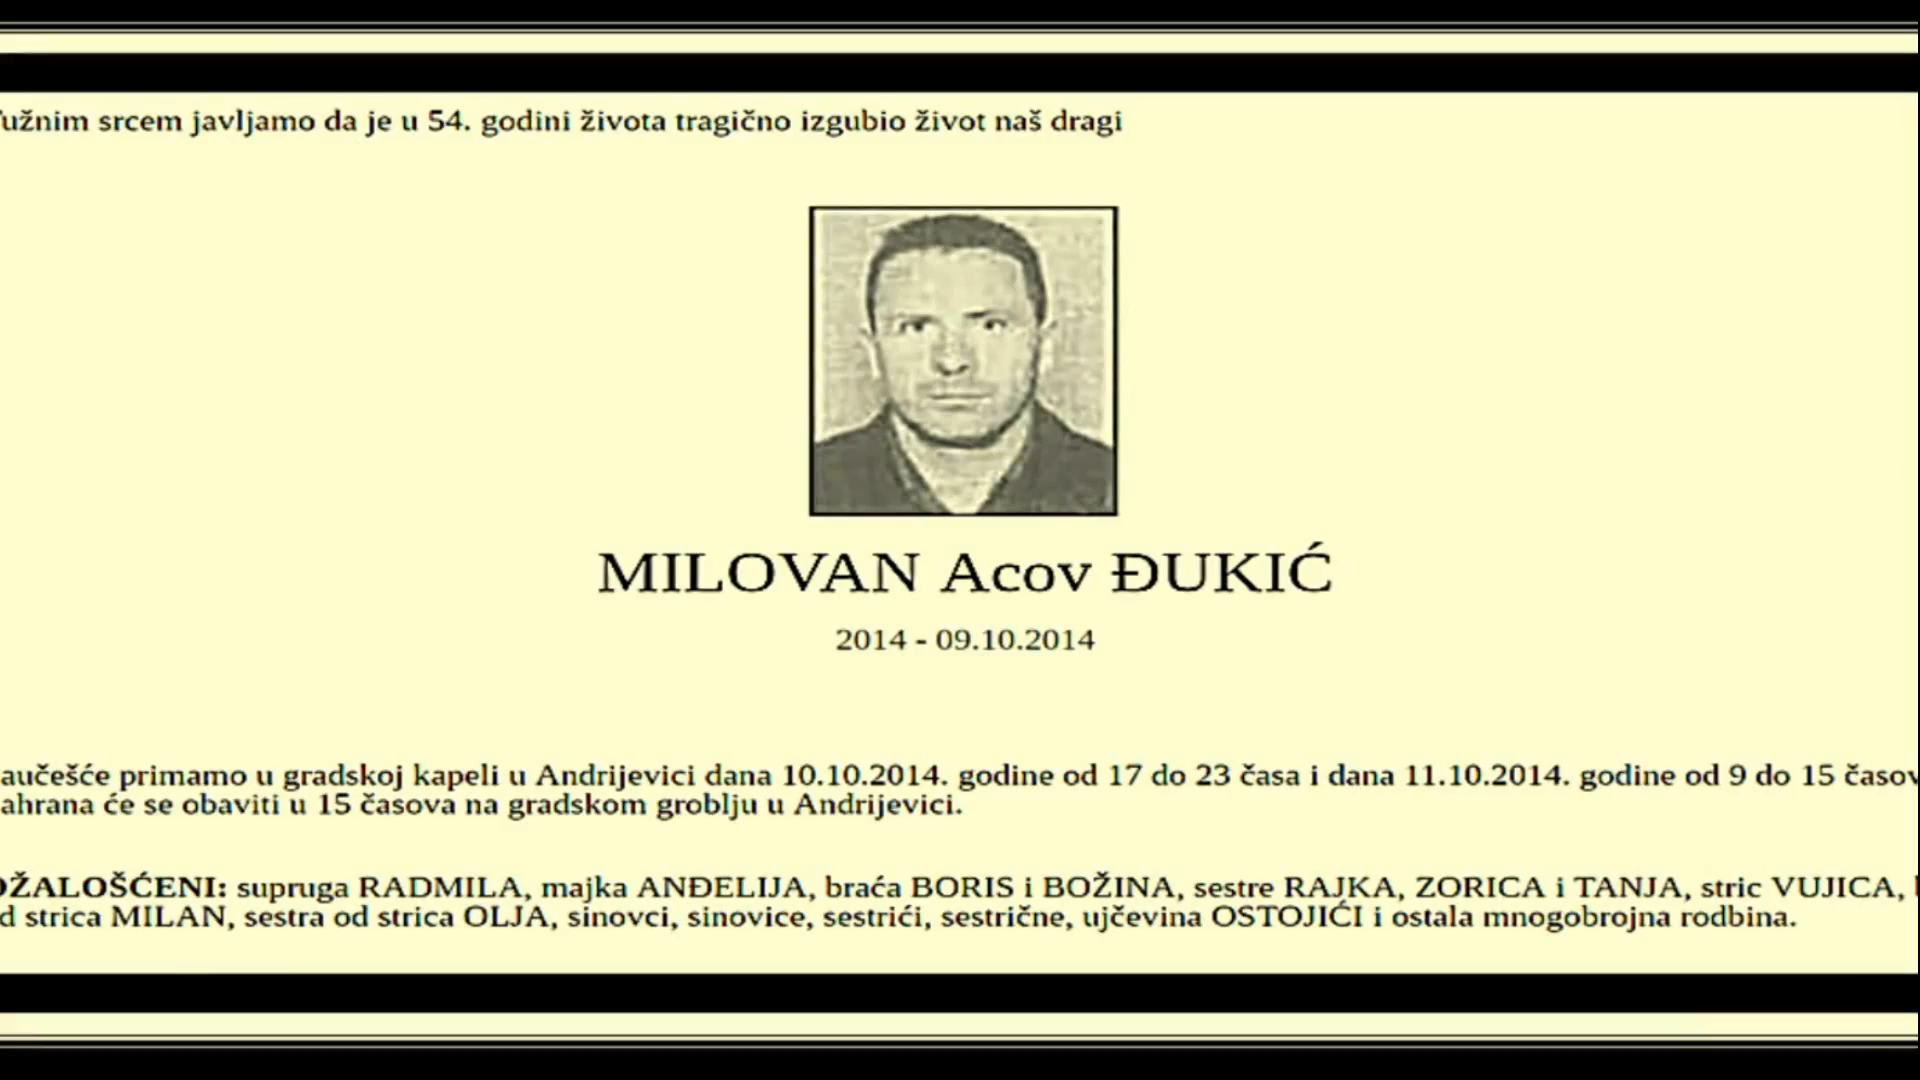 užnim srcem javljamo da je u 54. godini života tragično izgubio život naš dragi
MILOVAN Acov ĐUKIĆ
2014 - 09.10.2014
aučešće primamo u gradskoj kapeli u Andrijevici dana 10.10.2014. godine od 17 do 23 časa i dana 11.10.2014. godine od 9 do 15 časov
ahrana će se obaviti u 15 časova na gradskom groblju u Andrijevici.
OŽALOŠĆENI: supruga RADMILA, majka ANĐELIJA, braća BORIS i BOŽINA, sestre RAJKA, ZORICA i TANJA, stric VUJICA,
d strica MILAN, sestra od strica OLJA, sinovci, sinovice, sestrići, sestrične, ujčevina OSTOJIĆI i ostala mnogobrojna rodbina.